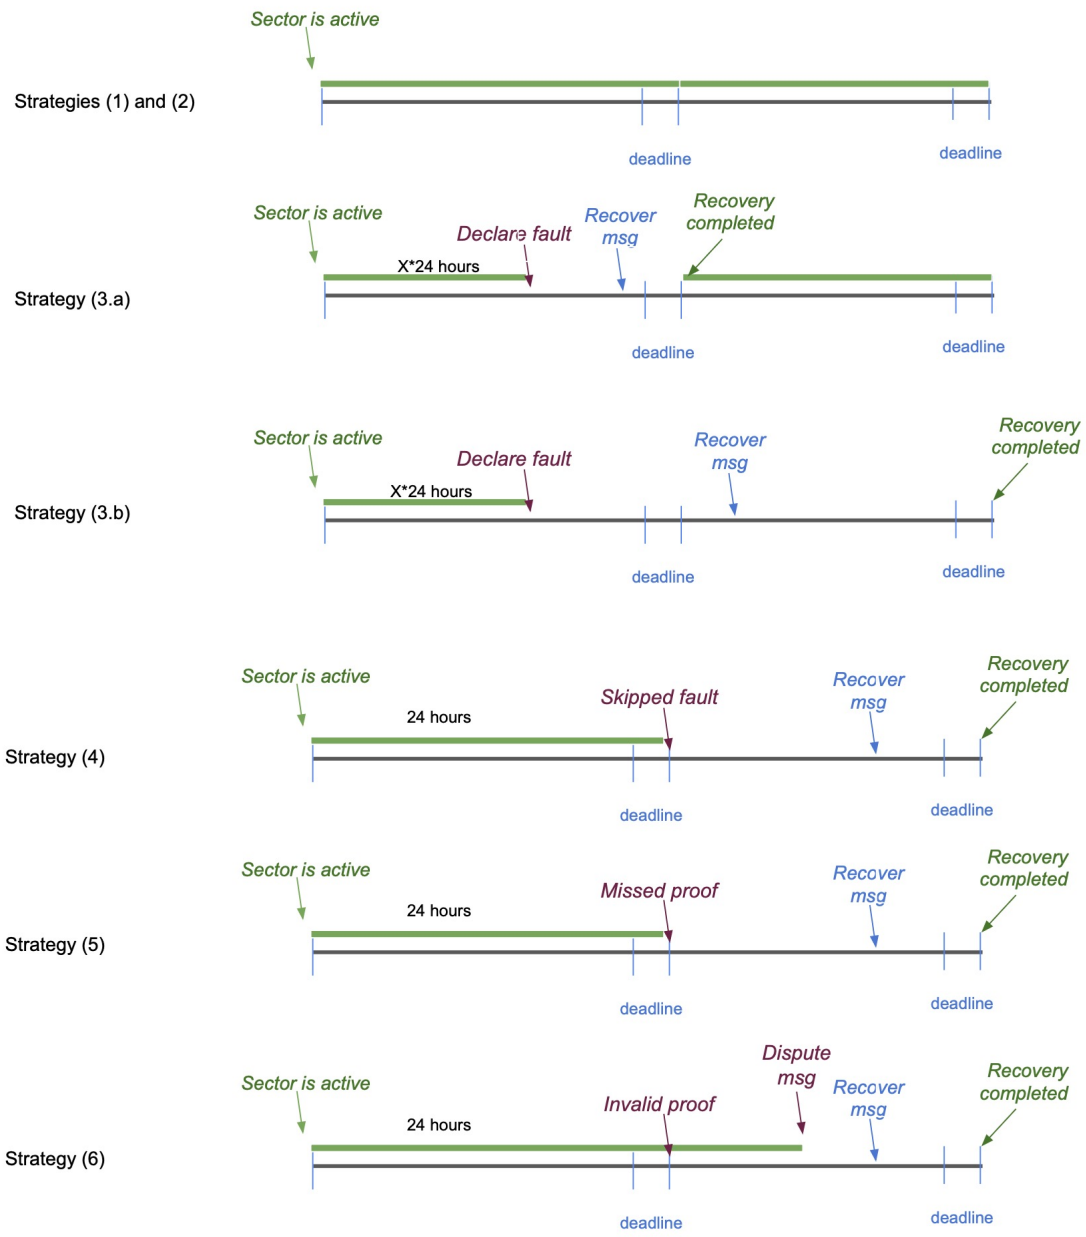 Sector is active
Strategies (1) and (2)
deadline
deadline
Sector is active
Declare fault
Recover
msg
Recovery
completed
X*24 hours
Strategy (3.a)
deadline
deadline
Sector is active
Declare fault
Recover
msg
Recovery
completed
X*24 hours
Strategy (3.b)
deadline
deadline
Sector is active
24 hours
Skipped fault
Recover
msg
Recovery
completed
Strategy (4)
deadline
deadline
Sector is active
24 hours
Missed proof
Recover
msg
Recovery
completed
Strategy (5)
deadline
deadline
Sector is active
24 hours
Invalid proof
Dispute
msg
Recover
msg
Recovery
completed
Strategy (6)
deadline
deadline